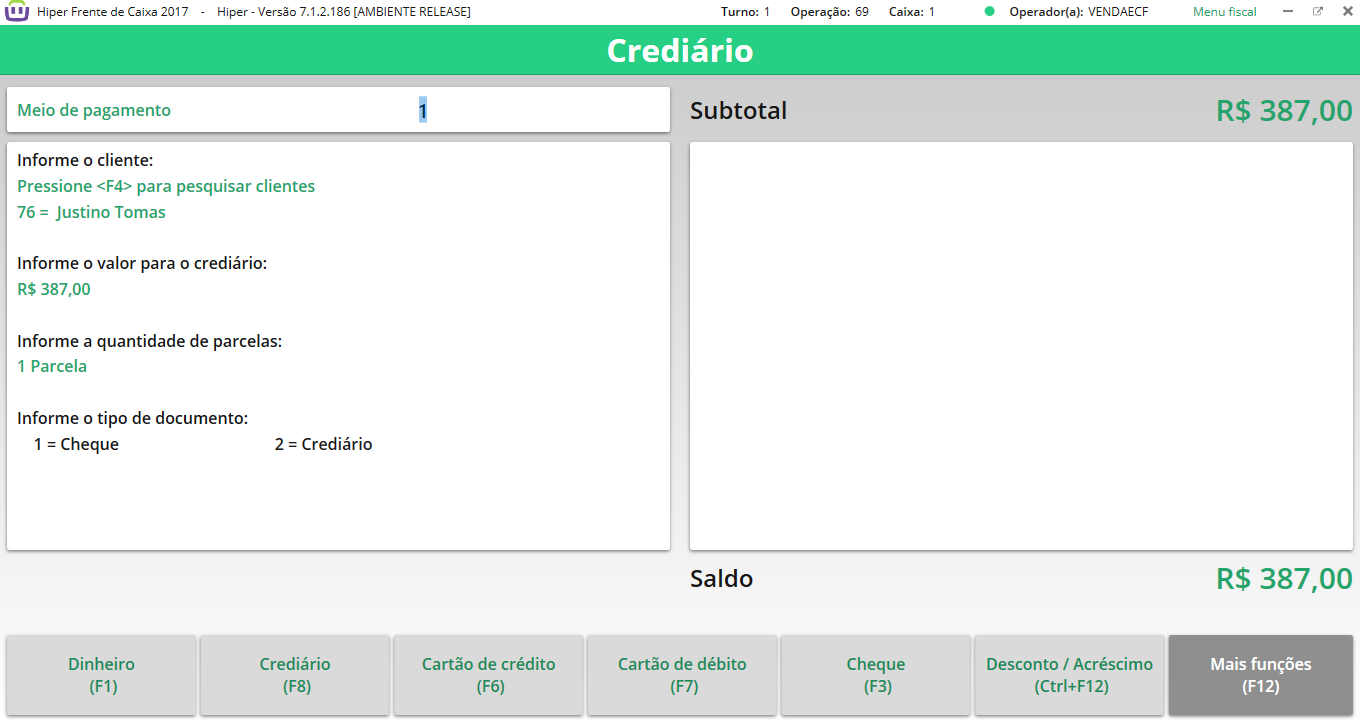 Hiper Frente de Caixa 2017 - Hiper - Versão 7.1.2.186 [AMBIENTE RELEASE] Turno: 1 Operação: 69 Caixa: 1 Operador(a): VENDAECF Menu fiscal
Crediário
Meio de pagamento 1
Subtotal R$ 387,00
Informe o cliente:
Pressione <F4> para pesquisar clientes
76 = Justino Tomas
Informe o valor para o crediário:
R$ 387,00
Informe a quantidade de parcelas:
1 Parcela
Informe o tipo de documento:
1 = Cheque 2 = Crediário
Saldo R$ 387,00
Dinheiro
(F1)
Crediário
(F8)
Cartão de crédito
(F6)
Cartão de débito
(F7)
Cheque
(F3)
Desconto / Acréscimo
(Ctrl+F12)
Mais funções
(F12)